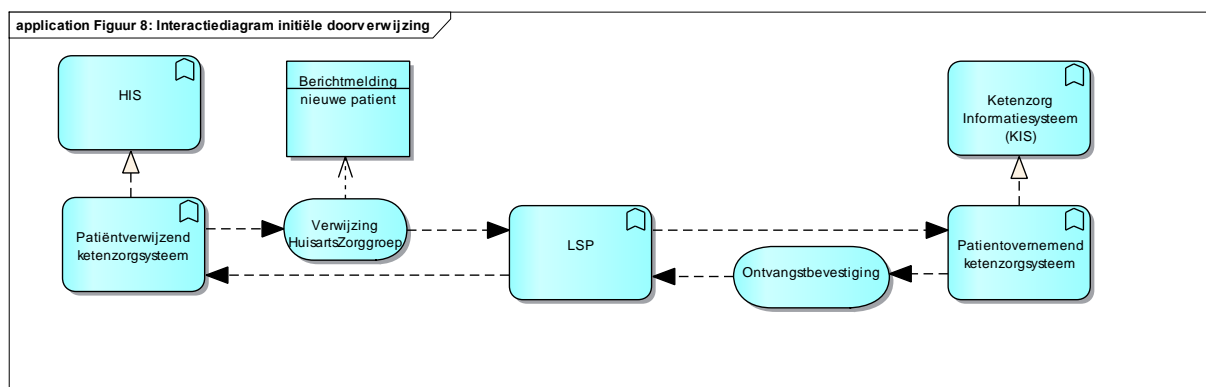 application Figuur 8: Interactiediagram initiële doorverwijzing
HIS
Berichtmelding
nieuwe patient
Ketenzorg
Informatiesysteem
(KIS)
Patiëntverwijzend
ketenzorgsysteem
Verwijzing
HuisartsZorggroep
LSP
Patientovernemend
ketenzorgsysteem
Ontvangstbevestiging